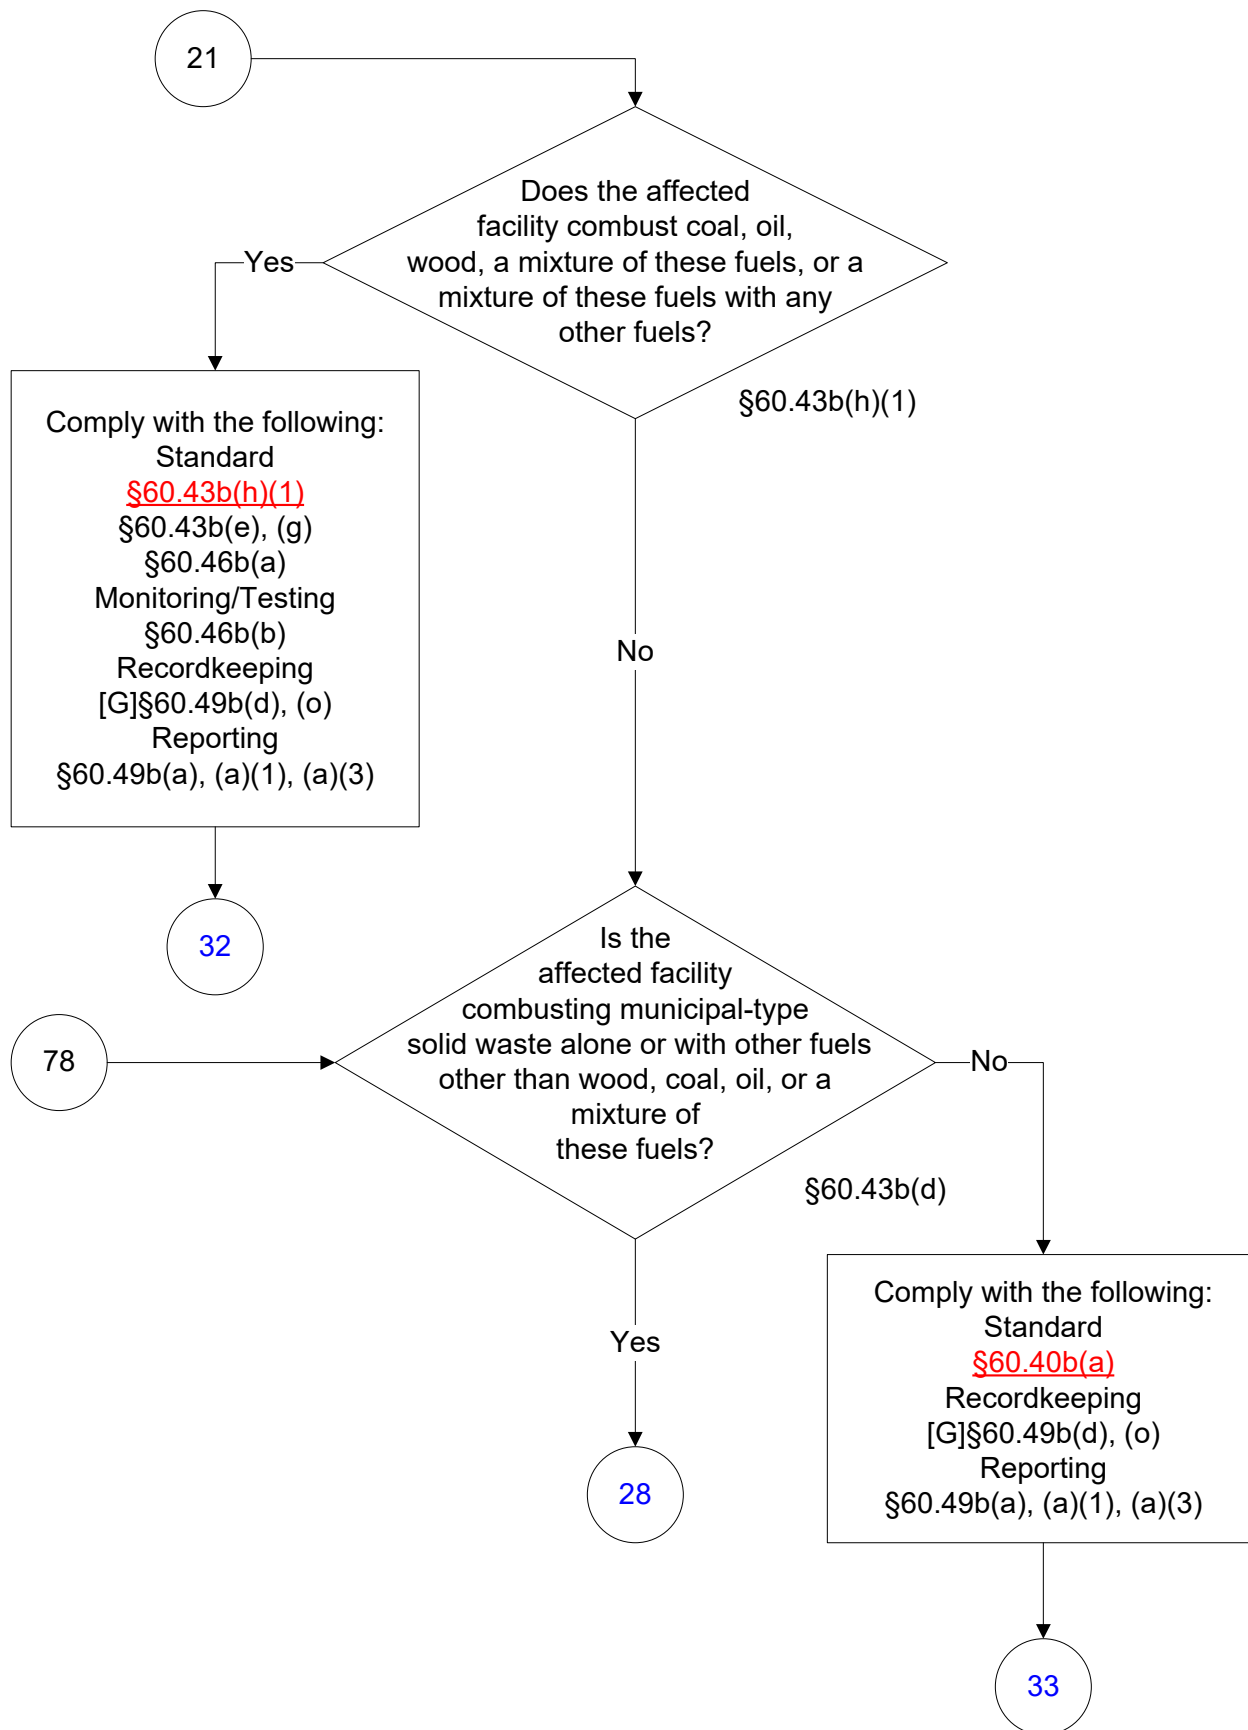 21
Does the affected
facility combust coal, oil,
wood, a mixture of these fuels, or a
mixture of these fuels with any
other fuels?
Yes
§60.43b(h)(1)
Comply with the following:
Standard
§60.43b(h)(1)
§60.43b(e), (g)
§60.46b(a)
Monitoring/Testing
§60.46b(b)
Recordkeeping
[G]§60.49b(d), (o)
Reporting
§60.49b(a), (a)(1), (a)(3)
No
32
Is the
affected facility
combusting municipal-type
solid waste alone or with other fuels
other than wood, coal, oil, or a
mixture of
these fuels?
78
No
§60.43b(d)
Comply with the following:
Standard
§60.40b(a)
Recordkeeping
[G]§60.49b(d), (o)
Reporting
§60.49b(a), (a)(1), (a)(3)
Yes
28
33